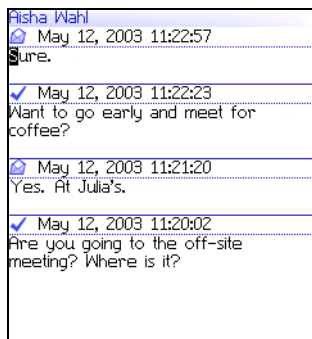 Aisha Wahl
May 12, 2003 11:22:57
Sure.
May 12, 2003 11:22:23
Want to go early and meet for
coffee?
May 12, 2003 11:21:20
Yes. At Julia's.
May 12, 2003 11:20:02
Are you going to the off-site
meeting? Where is it?